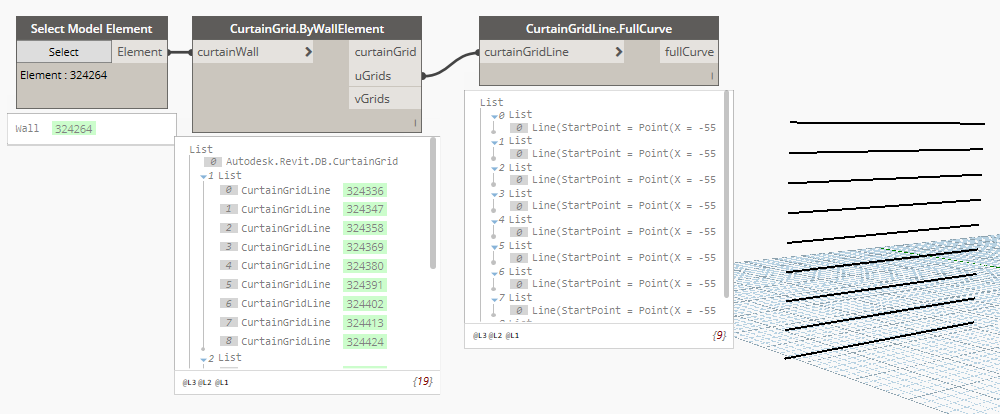 Select Model Element
Select
Element
Element : 324264
Wall 324264
CurtainGrid.ByWallElement
curtainWall >
curtainGrid
uGrids
vGrids
l
List
0 Autodesk.Revit.DB.CurtainGrid
1 List
0 CurtainGridLine 324336
1 CurtainGridLine 324347
2 CurtainGridLine 324358
3 CurtainGridLine 324369
4 CurtainGridLine 324380
5 CurtainGridLine 324391
6 CurtainGridLine 324402
7 CurtainGridLine 324413
8 CurtainGridLine 324424
2 List
@L3 @L2 @L1 {19}
CurtainGridLine.FullCurve
curtainGridLine >
fullCurve
l
List
0 List
0 Line(StartPoint = Point(X = -55
1 List
0 Line(StartPoint = Point(X = -55
2 List
0 Line(StartPoint = Point(X = -55
3 List
0 Line(StartPoint = Point(X = -55
4 List
0 Line(StartPoint = Point(X = -55
5 List
0 Line(StartPoint = Point(X = -55
6 List
0 Line(StartPoint = Point(X = -55
7 List
0 Line(StartPoint = Point(X = -55
@L3 @L2 @L1 {9}